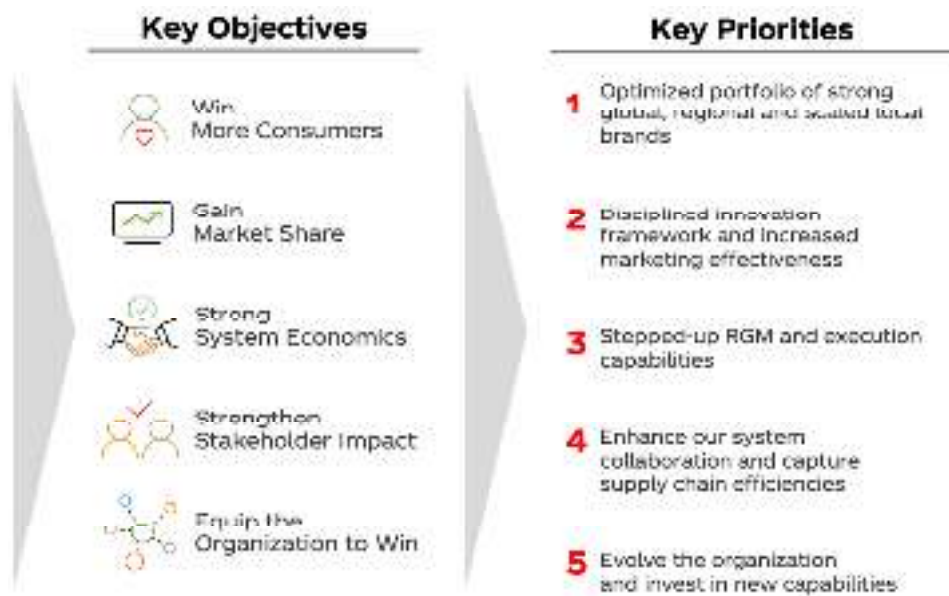 Key Objectives
Win
More Consumers
Gain
Market Share
Strong
System Economics
Strengthen
Stakeholder Impact
Equip the
Organization to Win
Key Priorities
1 Optimized portfolio of strong
global, regional and scaled local
brands
2 Disciplined innovation
framework and increased
marketing effectiveness
3 Stepped-up RGM and execution
capabilities
4 Enhance our system
collaboration and capture
supply chain efficiencies
5 Evolve the organization
and invest in new capabilities